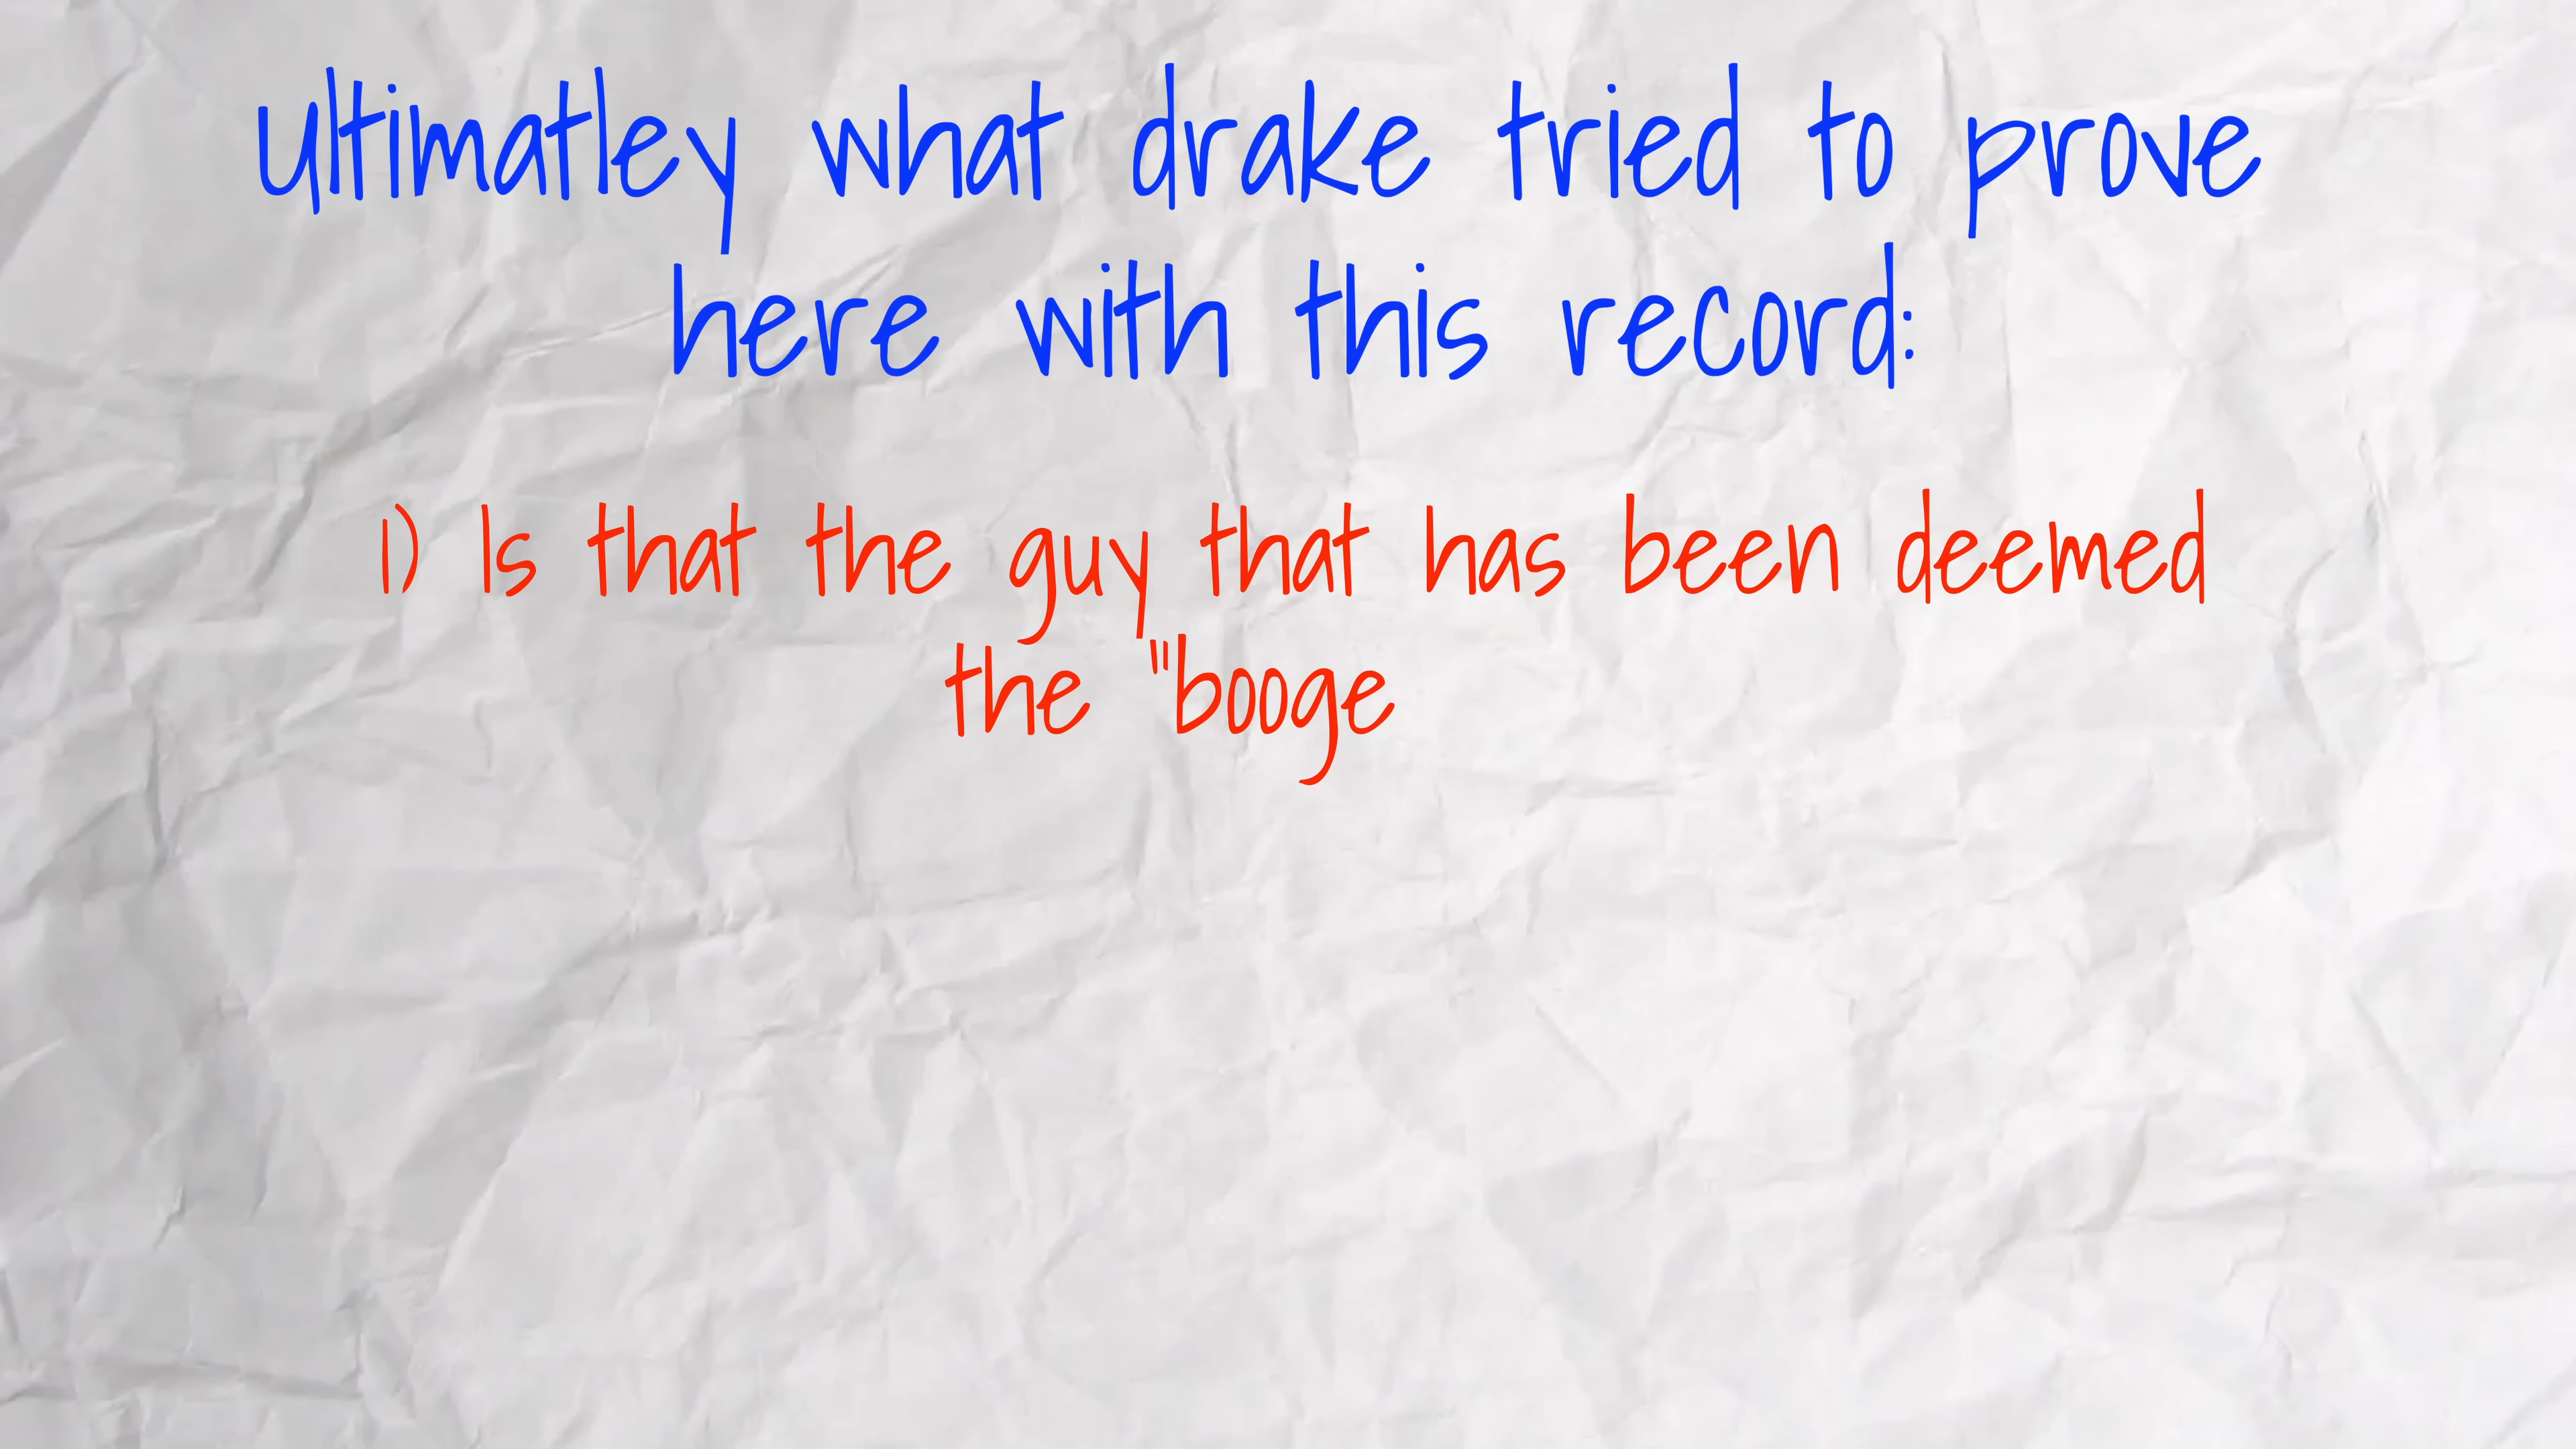 Ultimatley what drake tried to prove
here with this record:
1) Is that the guy that has been deemed
the "booge